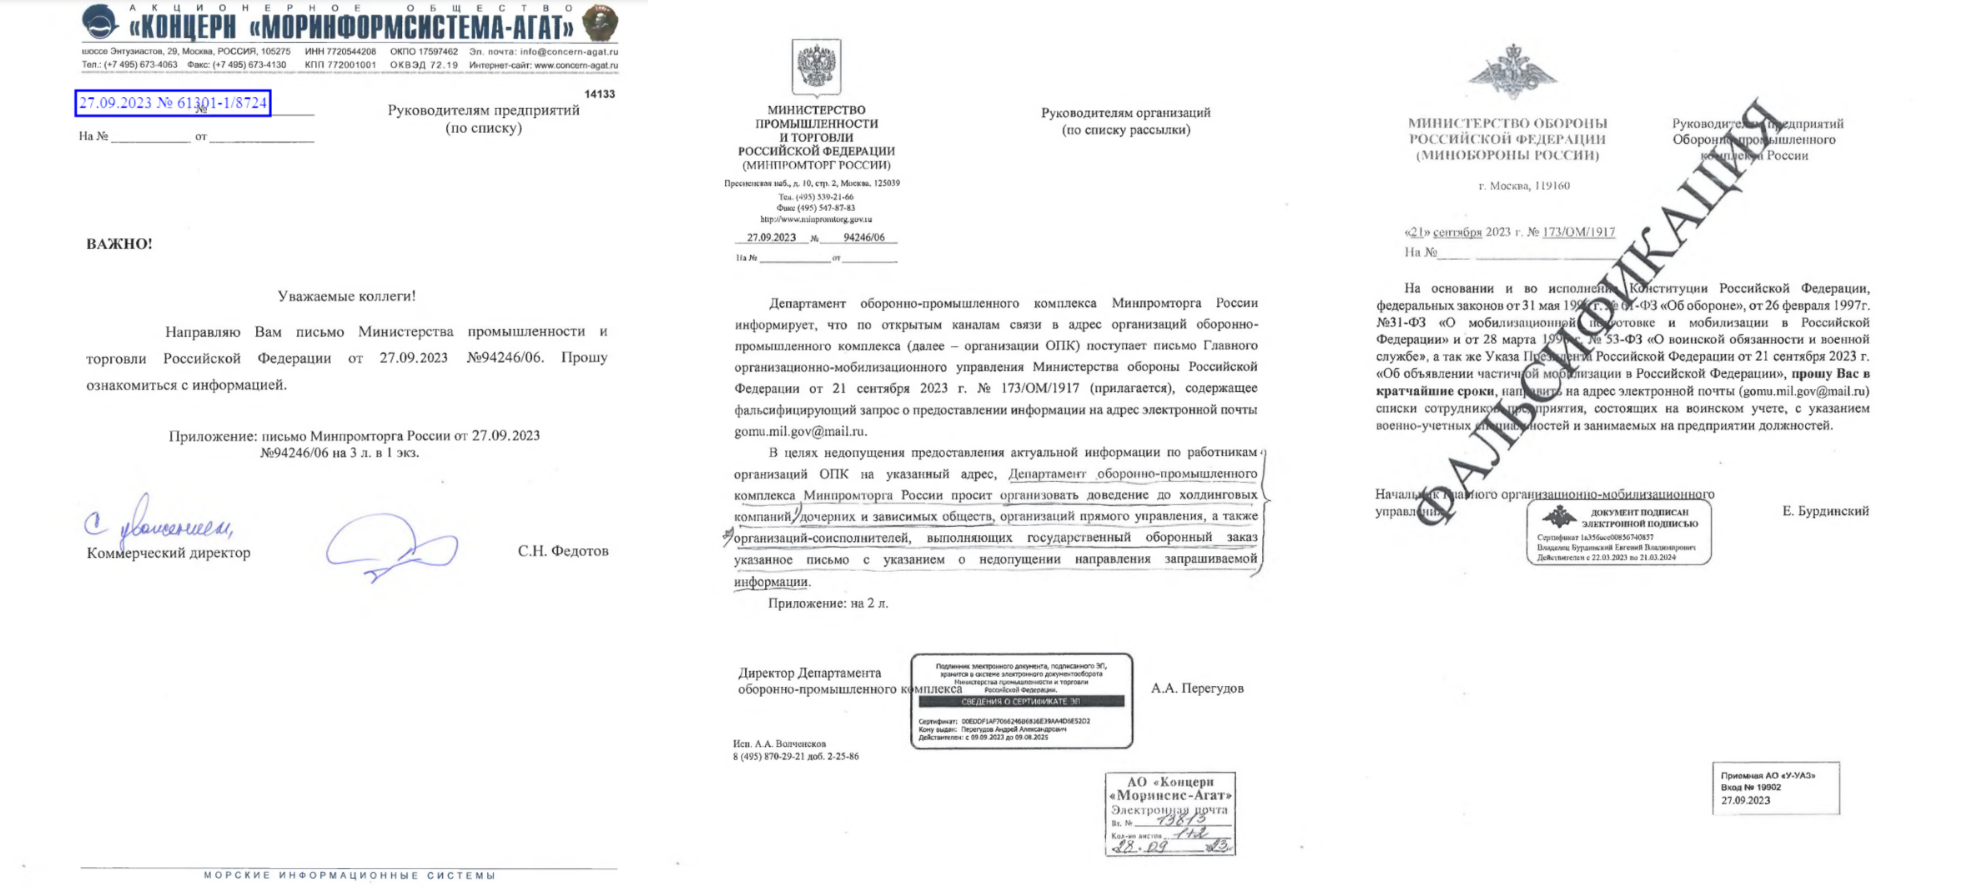 АКЦИОНЕРНОЕ ОБЩЕСТВО
«КОНЦЕРН «МОРИНФОРМСИСТЕМА-АГАТ»
шоссе Энтузиастов, 29, Москва, РОССИЯ, 105275 ИНН 7720544208 ОКПО 17597462 Эл. почта: info@concern-agat.ru
Тел.: (+7 495) 673-4063 Факс: (+7 495) 673-4130 КПП 772001001 ОКВЭД 72.19 Интернет-сайт: www.concern-agat.ru
14133
27.09.2023 № 61301-1/8724
№
На № от
Руководителям предприятий
(по списку)
ВАЖНО!
Уважаемые коллеги!
Направляю Вам письмо Министерства промышленности и
торговли Российской Федерации от 27.09.2023 №94246/06. Прошу
ознакомиться с информацией.
Приложение: письмо Минпромторга России от 27.09.2023
№94246/06 на 3 л. в 1 экз.
С уважением,
Коммерческий директор С.Н. Федотов
МОРСКИЕ ИНФОРМАЦИОННЫЕ СИСТЕМЫ
МИНИСТЕРСТВО
ПРОМЫШЛЕННОСТИ
И ТОРГОВЛИ
РОССИЙСКОЙ ФЕДЕРАЦИИ
(МИНПРОМТОРГ РОССИИ)
Пресненская наб., д. 10, стр. 2, Москва, 125039
Тел. (495) 539-21-66
Факс (495) 547-87-83
http://www.minpromtorg.gov.ru
27.09.2023 № 94246/06
На № от
Руководителям организаций
(по списку рассылки)
Департамент оборонно-промышленного комплекса Минпромторга России
информирует, что по открытым каналам связи в адрес организаций оборонно-
промышленного комплекса (далее – организации ОПК) поступает письмо Главного
организационно-мобилизационного управления Министерства обороны Российской
Федерации от 21 сентября 2023 г. № 173/ОМ/1917 (прилагается), содержащее
фальсифицирующий запрос о предоставлении информации на адрес электронной почты
gomu.mil.gov@mail.ru.
В целях недопущения предоставления актуальной информации по работникам
организаций ОПК на указанный адрес, Департамент оборонно-промышленного
комплекса Минпромторга России просит организовать доведение до холдинговых
компаний, дочерних и зависимых обществ, организаций прямого управления, а также
организаций-соисполнителей, выполняющих государственный оборонный заказ
указанное письмо с указанием о недопущении направления запрашиваемой
информации.
Приложение: на 2 л.
Директор Департамента
оборонно-промышленного комплекса А.А. Перегудов
Подлинник электронного документа, подписанного ЭП,
хранится в системе электронного документооборота
Министерства промышленности и торговли
Российской Федерации.
СВЕДЕНИЯ О СЕРТИФИКАТЕ ЭП
Кому выдан: Перегудов Андрей Александрович
Действителен: с 09.09.2023 до 09.08.2025
Исп. А.А. Волченсков
8 (495) 870-29-21 доб. 2-25-86
АО «Концерн
«Моринсис-Агат»
Электронная почта
Вх. № 13813
Кол-во листов 1+2
28.09 23
МИНИСТЕРСТВО ОБОРОНЫ
РОССИЙСКОЙ ФЕДЕРАЦИИ
(МИНОБОРОНЫ РОССИИ)
г. Москва, 119160
«21» сентября 2023 г. № 173/ОМ/1917
На №
Руководителям предприятий
Оборонно-промышленного
комплекса России
ФАЛЬСИФИКАЦИЯ
На основании и во исполнение Конституции Российской Федерации,
федеральных законов от 31 мая 1996 г. № 61-ФЗ «Об обороне», от 26 февраля 1997г.
№31-ФЗ «О мобилизационной подготовке и мобилизации в Российской
Федерации» и от 28 марта 1998 г. № 53-ФЗ «О воинской обязанности и военной
службе», а так же Указа Президента Российской Федерации от 21 сентября 2023 г.
«Об объявлении частичной мобилизации в Российской Федерации», прошу Вас в
кратчайшие сроки, направить на адрес электронной почты (gomu.mil.gov@mail.ru)
списки сотрудников предприятия, состоящих на воинском учете, с указанием
военно-учетных специальностей и занимаемых на предприятии должностей.
Начальник Главного организационно-мобилизационного
управления Е. Бурдинский
ДОКУМЕНТ ПОДПИСАН
ЭЛЕКТРОННОЙ ПОДПИСЬЮ
Сертификат 1a356ace00856740857
Владелец Бурдинский Евгений Владимирович
Действителен с 22.03.2023 по 21.03.2024
Приемная АО «У-УАЗ»
Вход № 19902
27.09.2023